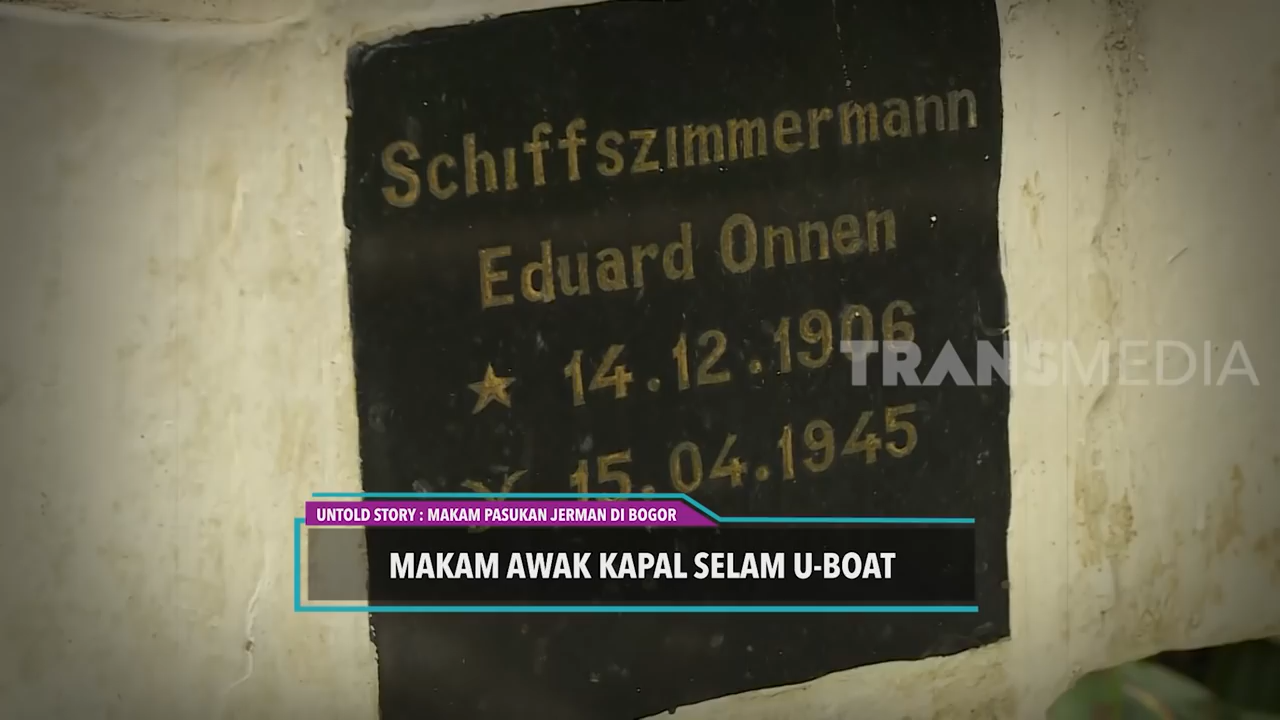 Schiffszimmermann
Eduard Onnen
★ 14.12.1906
TRANSMEDIA
15.04.1945
UNTOLD STORY : MAKAM PASUKAN JERMAN DI BOGOR
MAKAM AWAK KAPAL SELAM U-BOAT